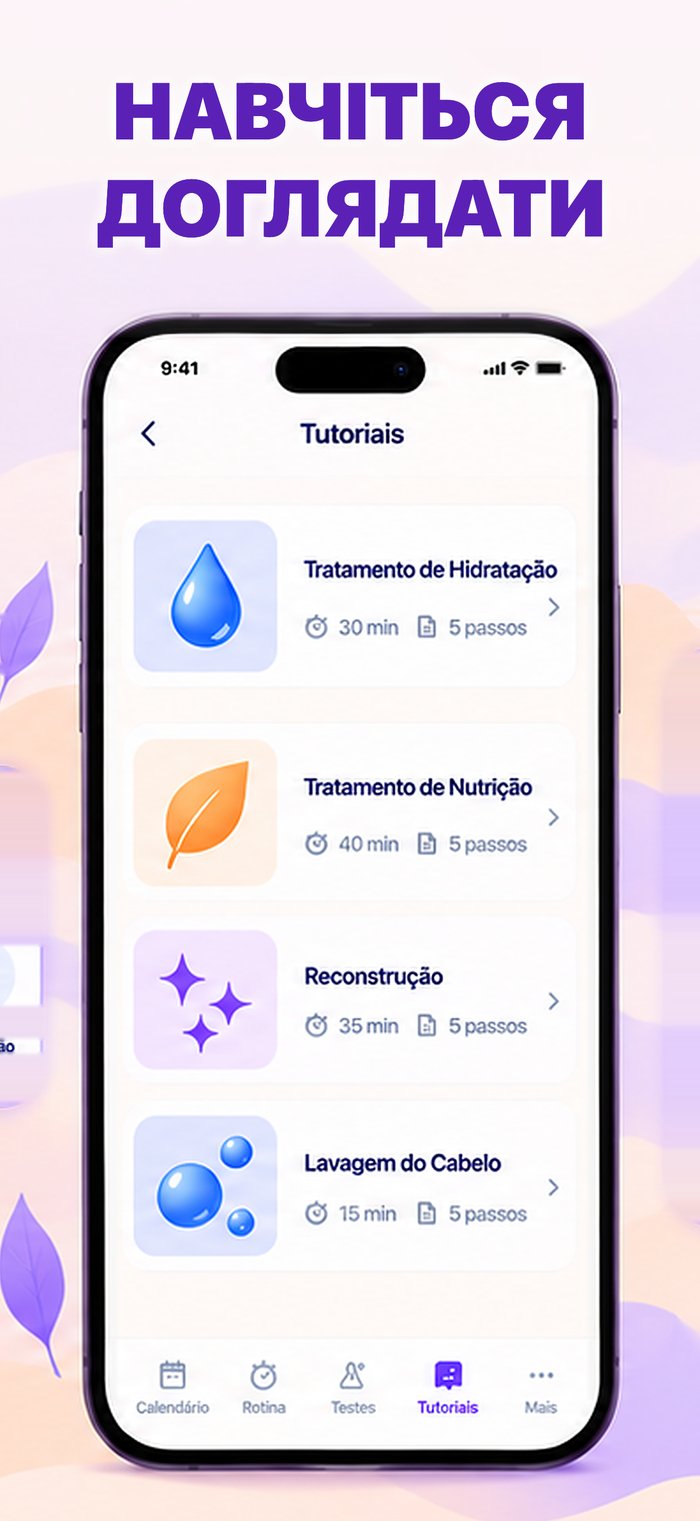 НАВЧІТЬСЯ
ДОГЛЯДАТИ
9:41
Tutoriais
Tratamento de Hidratação
30 min 5 passos
Tratamento de Nutrição
40 min 5 passos
Reconstrução
35 min 5 passos
ão
Lavagem do Cabelo
15 min 5 passos
Calendário Rotina Testes Tutoriais Mais